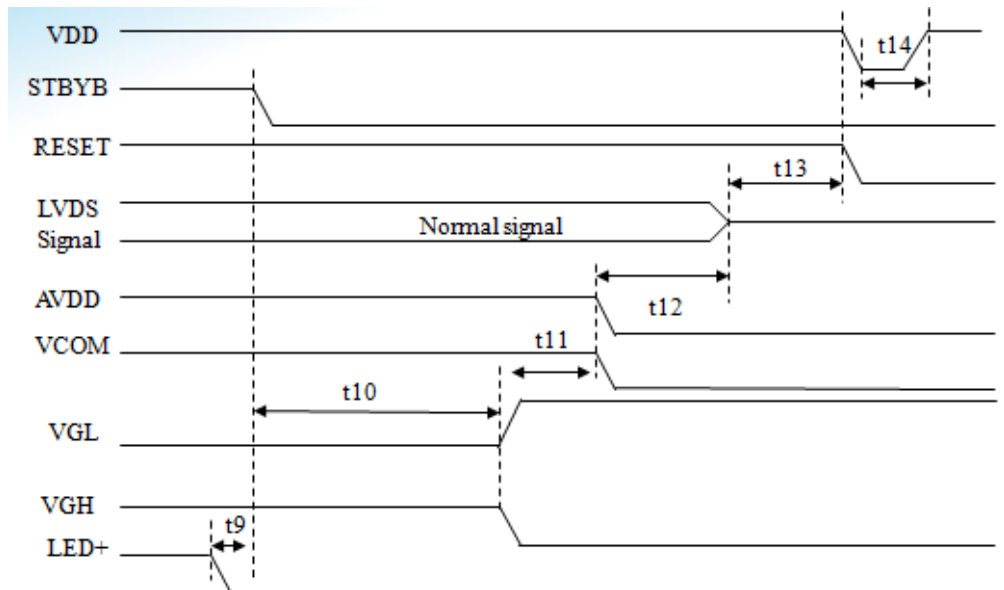 VDD
t14
STBYB
RESET
t13
LVDS
Signal
Normal signal
AVDD
t12
VCOM
t11
t10
VGL
VGH
t9
LED+